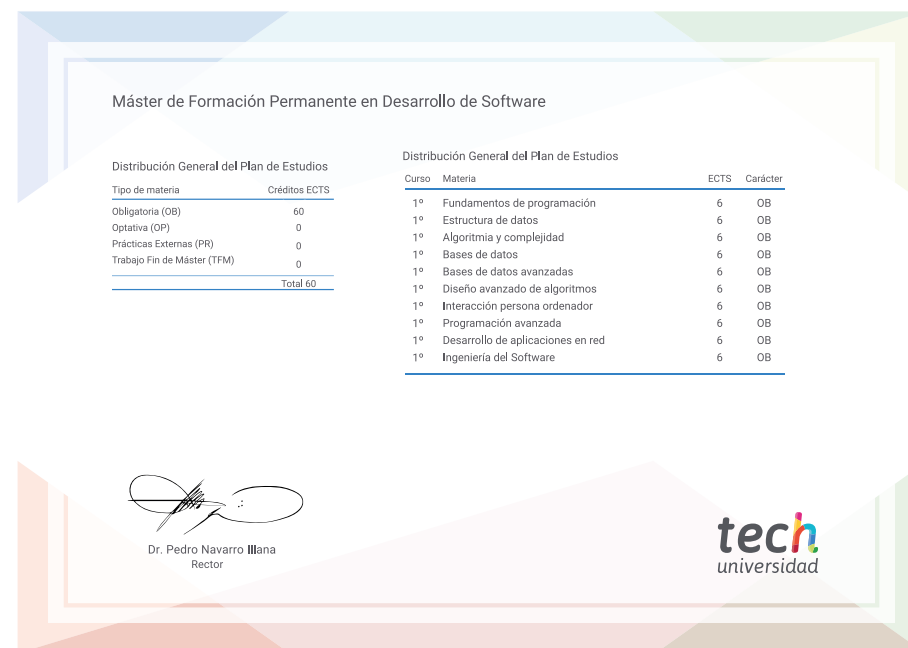 Máster de Formación Permanente en Desarrollo de Software
Distribución General del Plan de Estudios
Tipo de materia Créditos ECTS
Obligatoria (OB) 60
Optativa (OP) 0
Prácticas Externas (PR) 0
Trabajo Fin de Máster (TFM) 0
Total 60
Distribución General del Plan de Estudios
Curso Materia ECTS Carácter
1º Fundamentos de programación 6 OB
1º Estructura de datos 6 OB
1º Algoritmia y complejidad 6 OB
1º Bases de datos 6 OB
1º Bases de datos avanzadas 6 OB
1º Diseño avanzado de algoritmos 6 OB
1º Interacción persona ordenador 6 OB
1º Programación avanzada 6 OB
1º Desarrollo de aplicaciones en red 6 OB
1º Ingeniería del Software 6 OB
Dr. Pedro Navarro Illana
Rector
tech
universidad